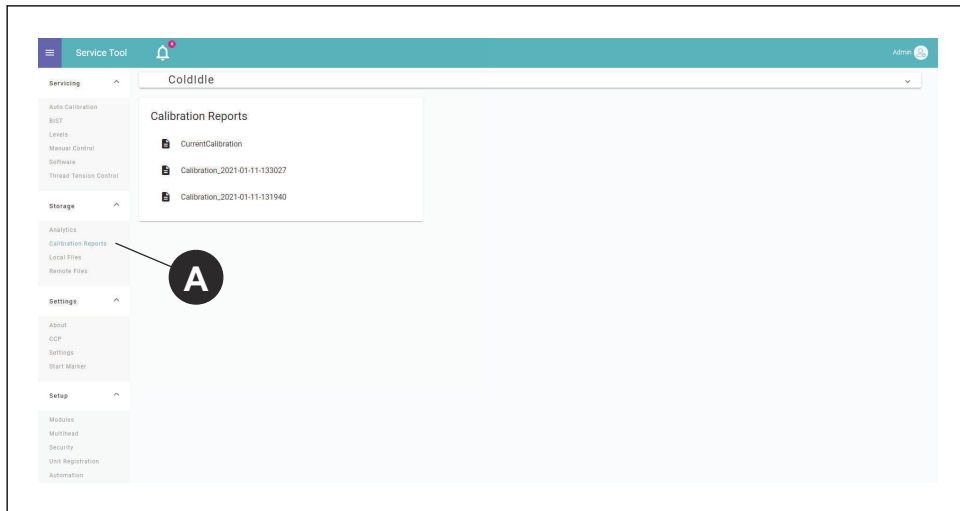 Service Tool
Admin
Servicing
ColdIdle
Auto Calibration
BIST
Levels
Manual Control
Software
Thread Tension Control
Calibration Reports
CurrentCalibration
Calibration_2021-01-11-133027
Calibration_2021-01-11-131940
Storage
Analytics
Calibration Reports
Local Files
Remote Files
A
Settings
About
CCP
Settings
Start Marker
Setup
Modules
Multihead
Security
Unit Registration
Automation